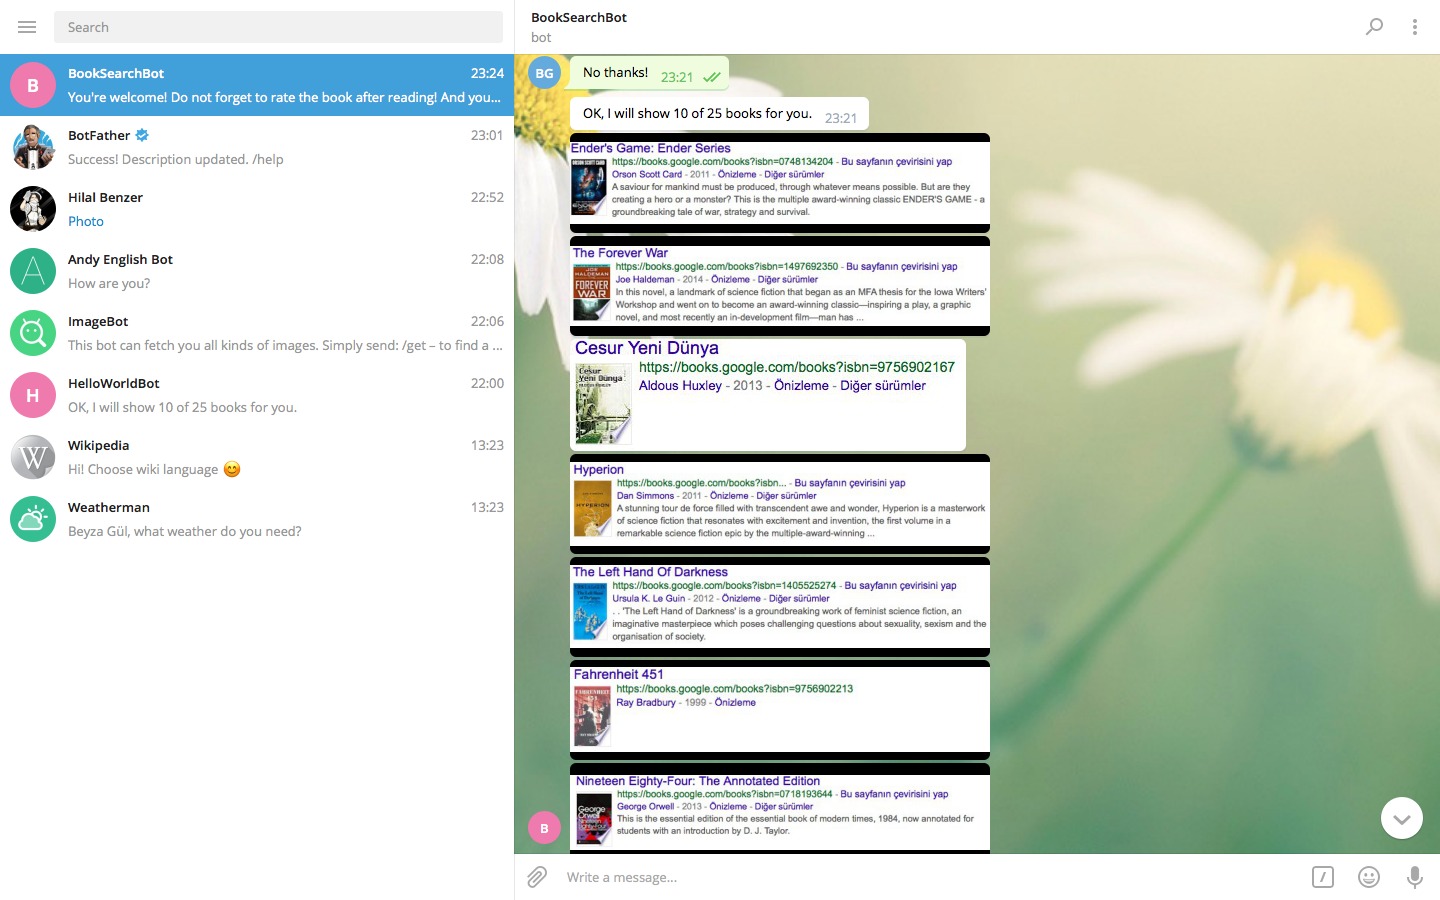 Search
B
BookSearchBot
23:24
You're welcome! Do not forget to rate the book after reading! And you...
BotFather
23:01
Success! Description updated. /help
Hilal Benzer
22:52
Photo
A
Andy English Bot
22:08
How are you?
ImageBot
22:06
This bot can fetch you all kinds of images. Simply send: /get – to find a ...
H
HelloWorldBot
22:00
OK, I will show 10 of 25 books for you.
W
Wikipedia
13:23
Hi! Choose wiki language 😊
Weatherman
13:23
Beyza Gül, what weather do you need?
BookSearchBot
bot
BG
No thanks! 23:21
OK, I will show 10 of 25 books for you. 23:21
Ender's Game: Ender Series
https://books.google.com/books?isbn=0748134204 - Bu sayfanın çevirisini yap
Orson Scott Card - 2011 - Önizleme - Diğer sürümler
A saviour for mankind must be produced, through whatever means possible. But are they
creating a hero or a monster? This is the multiple award-winning classic ENDER'S GAME - a
groundbreaking tale of war, strategy and survival.
ORSON SCOTT CARD
The Forever War
https://books.google.com/books?isbn=1497692350 - Bu sayfanın çevirisini yap
Joe Haldeman - 2014 - Önizleme - Diğer sürümler
In this novel, a landmark of science fiction that began as an MFA thesis for the Iowa Writers'
Workshop and went on to become an award-winning classic—inspiring a play, a graphic
novel, and most recently an in-development film—man has ...
JOE
HALDEMAN
FOREVER
WAR
Cesur Yeni Dünya
https://books.google.com/books?isbn=9756902167
Aldous Huxley - 2013 - Önizleme - Diğer sürümler
Cesur
Yeni Dünya
Hyperion
https://books.google.com/books?isbn... - Bu sayfanın çevirisini yap
Dan Simmons - 2011 - Önizleme - Diğer sürümler
A stunning tour de force filled with transcendent awe and wonder, Hyperion is a masterwork
of science fiction that resonates with excitement and invention, the first volume in a
remarkable science fiction epic by the multiple-award-winning ...
HYPERION
The Left Hand Of Darkness
https://books.google.com/books?isbn=1405525274 - Bu sayfanın çevirisini yap
Ursula K. Le Guin - 2012 - Önizleme - Diğer sürümler
. . 'The Left Hand of Darkness' is a groundbreaking work of feminist science fiction, an
imaginative masterpiece which poses challenging questions about sexuality, sexism and the
organisation of society.
Fahrenheit 451
https://books.google.com/books?isbn=9756902213
Ray Bradbury - 1999 - Önizleme
FAHRENHEIT
451
Nineteen Eighty-Four: The Annotated Edition
https://books.google.com/books?isbn=0718193644 - Bu sayfanın çevirisini yap
George Orwell - 2013 - Önizleme - Diğer sürümler
This is the essential edition of the essential book of modern times, 1984, now annotated for
students with an introduction by D. J. Taylor.
George
Orwell
B
Write a message...
/